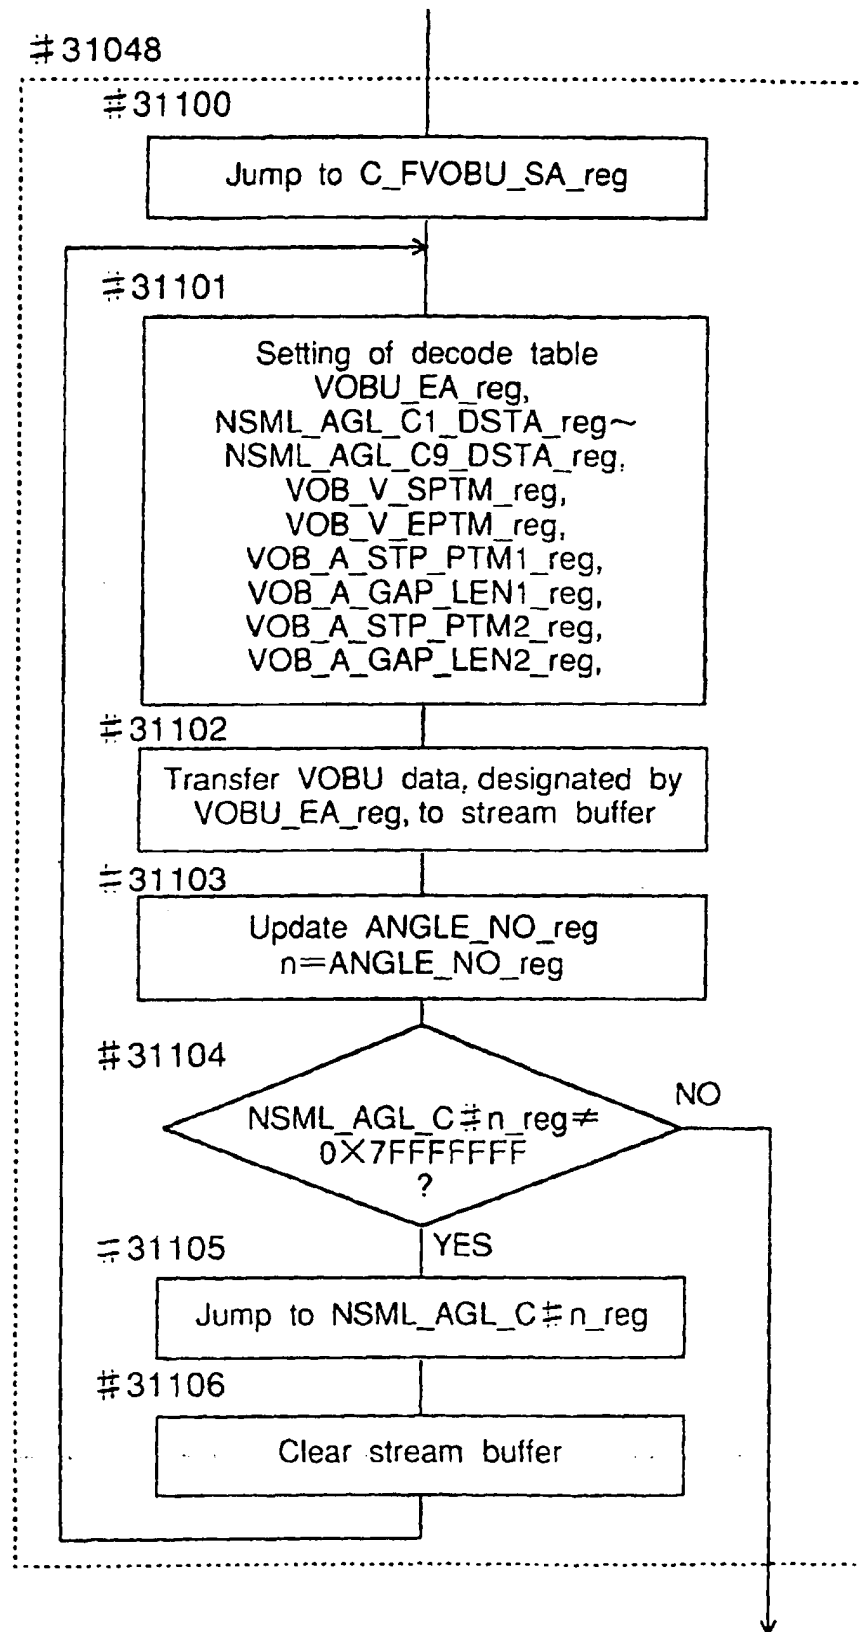 #31048
#31100
Jump to C_FVOBU_SA_reg
#31101
Setting of decode table
VOBU_EA_reg,
NSML_AGL_C1_DSTA_reg~
NSML_AGL_C9_DSTA_reg,
VOB_V_SPTM_reg,
VOB_V_EPTM_reg,
VOB_A_STP_PTM1_reg,
VOB_A_GAP_LEN1_reg,
VOB_A_STP_PTM2_reg,
VOB_A_GAP_LEN2_reg,
#31102
Transfer VOBU data, designated by
VOBU_EA_reg, to stream buffer
#31103
Update ANGLE_NO_reg
n=ANGLE_NO_reg
#31104
NO
NSML_AGL_C#n_reg≠
0X7FFFFFFF
?
YES
#31105
Jump to NSML_AGL_C#n_reg
#31106
Clear stream buffer